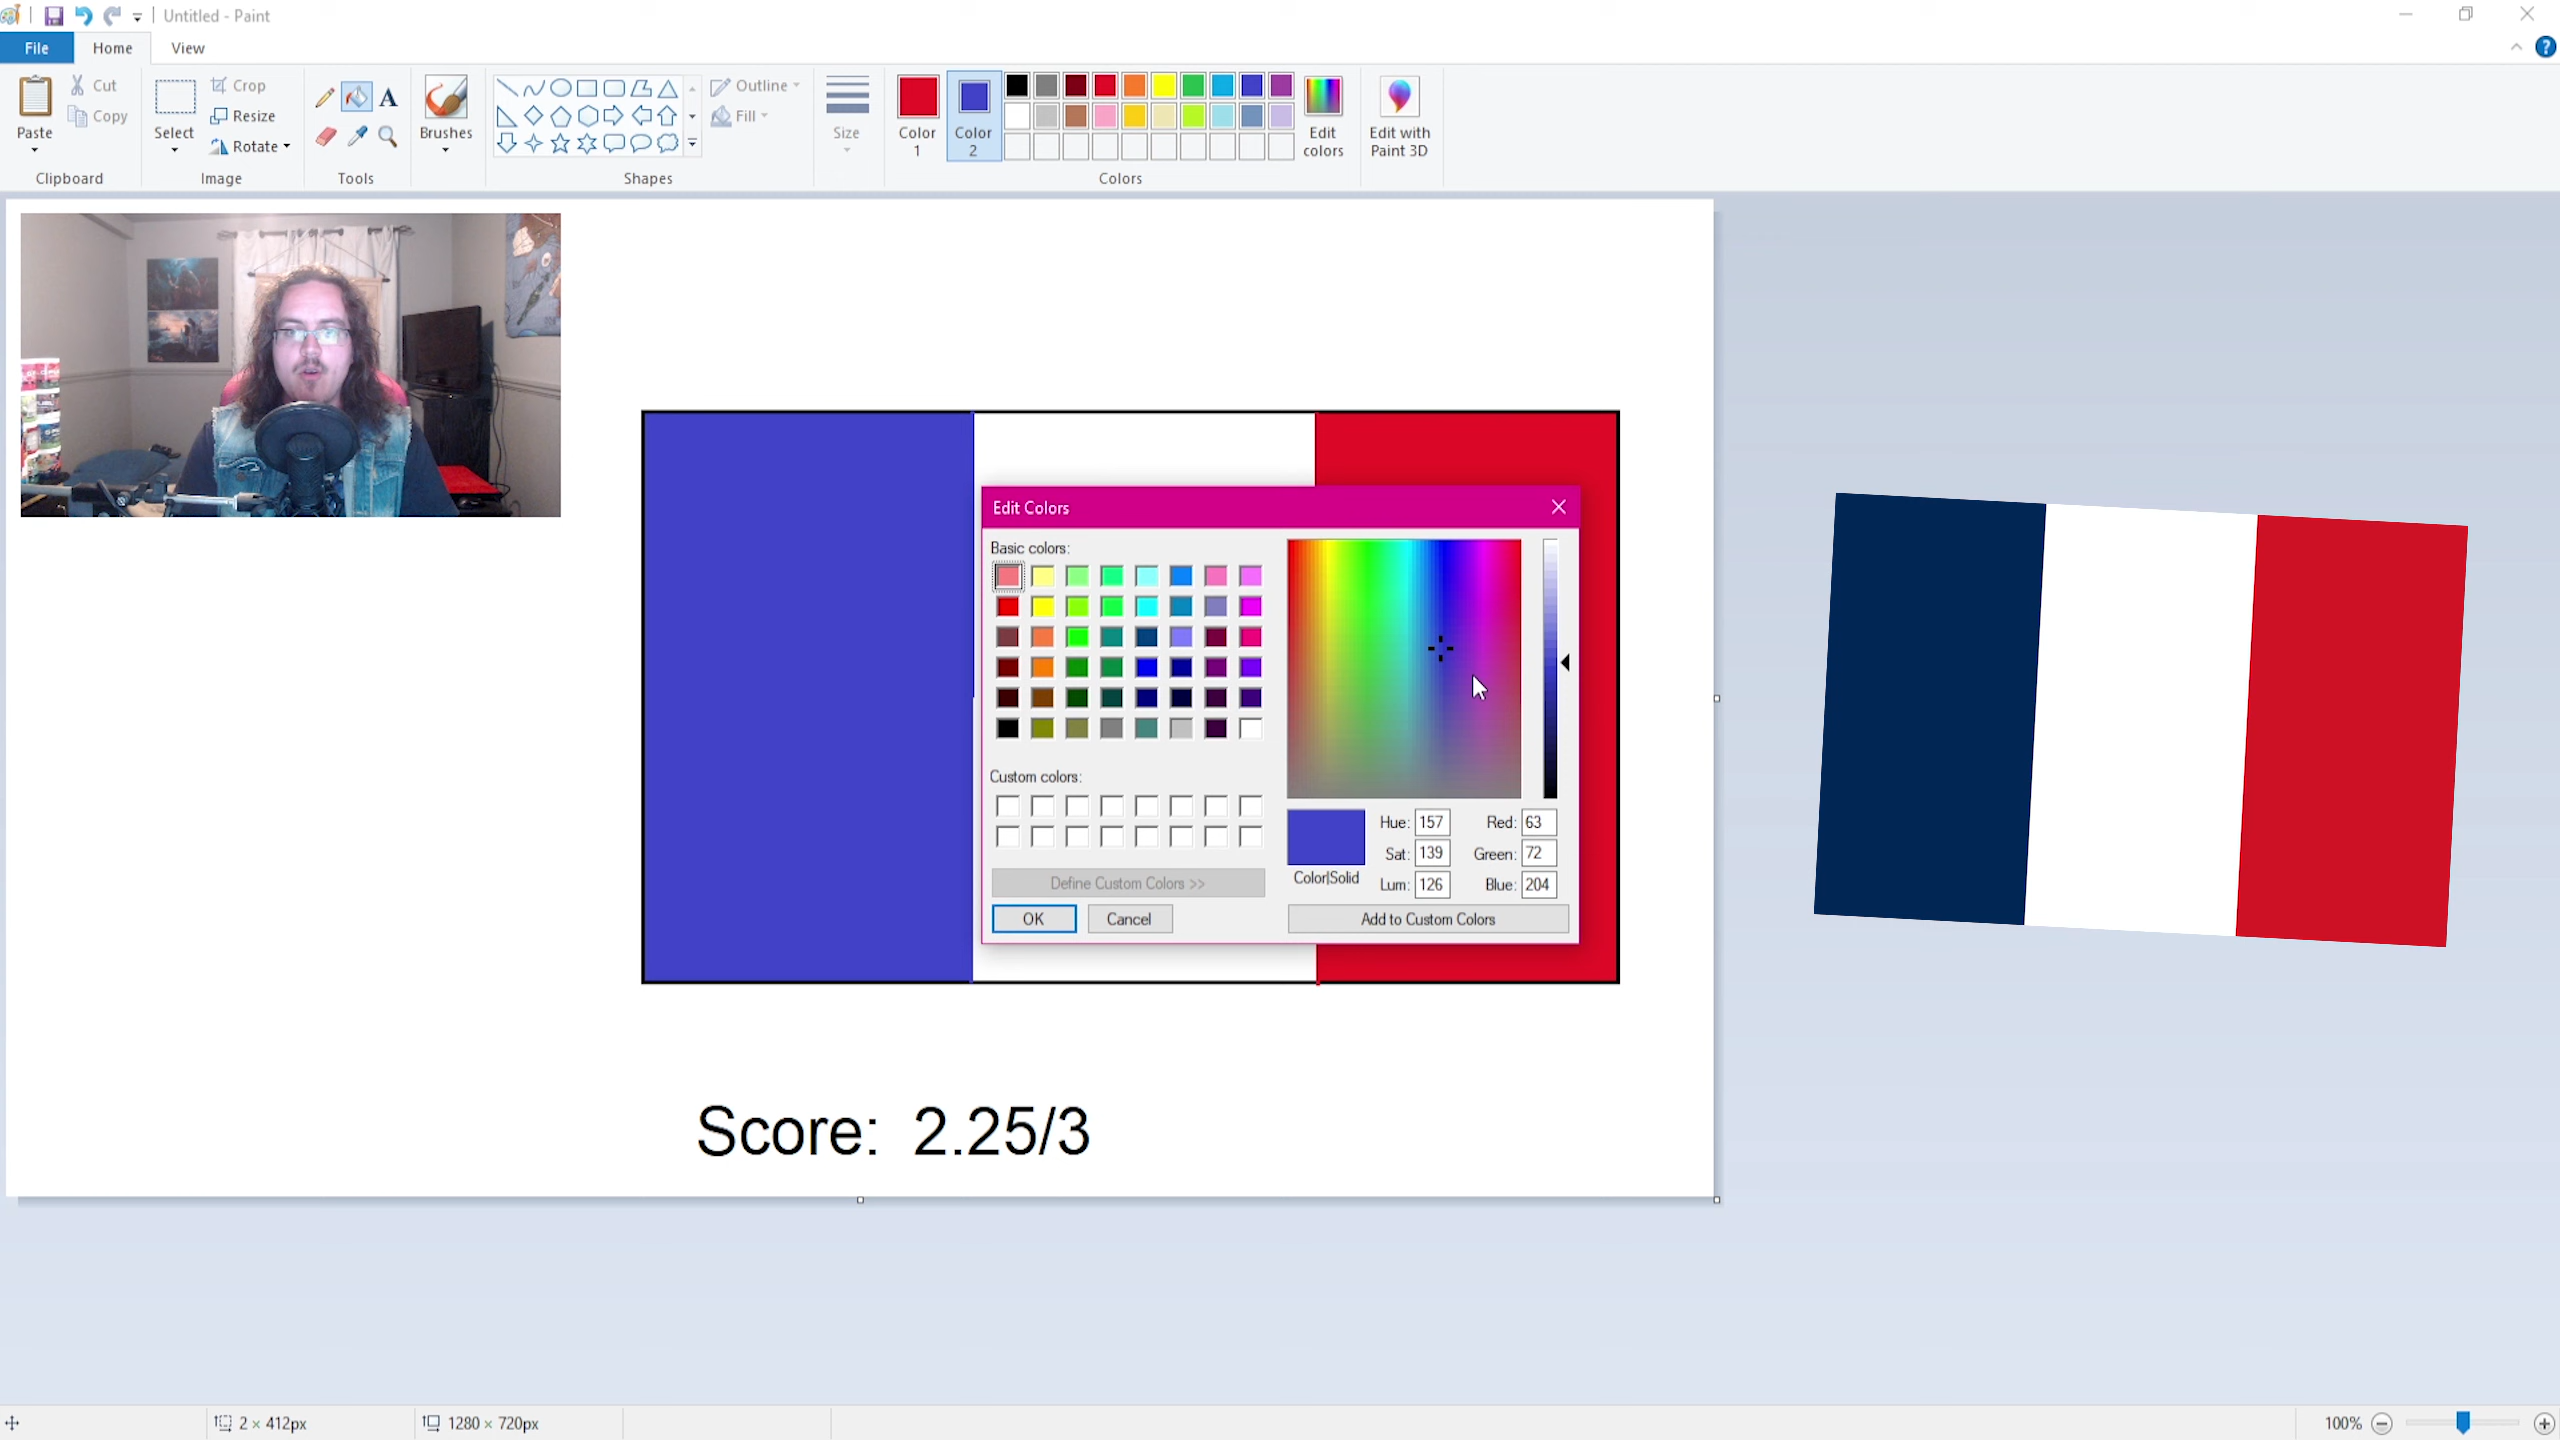 Untitled - Paint
File Home View
Paste
Cut
Copy
Clipboard
Select
Crop
Resize
Rotate
Image
Tools
Brushes
Shapes
Outline
Fill
Size
Color 1
Color 2
Edit colors
Colors
Edit with Paint 3D
Edit Colors
Basic colors:
Custom colors:
Define Custom Colors >>
OK Cancel
Color|Solid
Hue: 157 Red: 63
Sat: 139 Green: 72
Lum: 126 Blue: 204
Add to Custom Colors
Score: 2.25/3
2 × 412px 1280 × 720px 100%